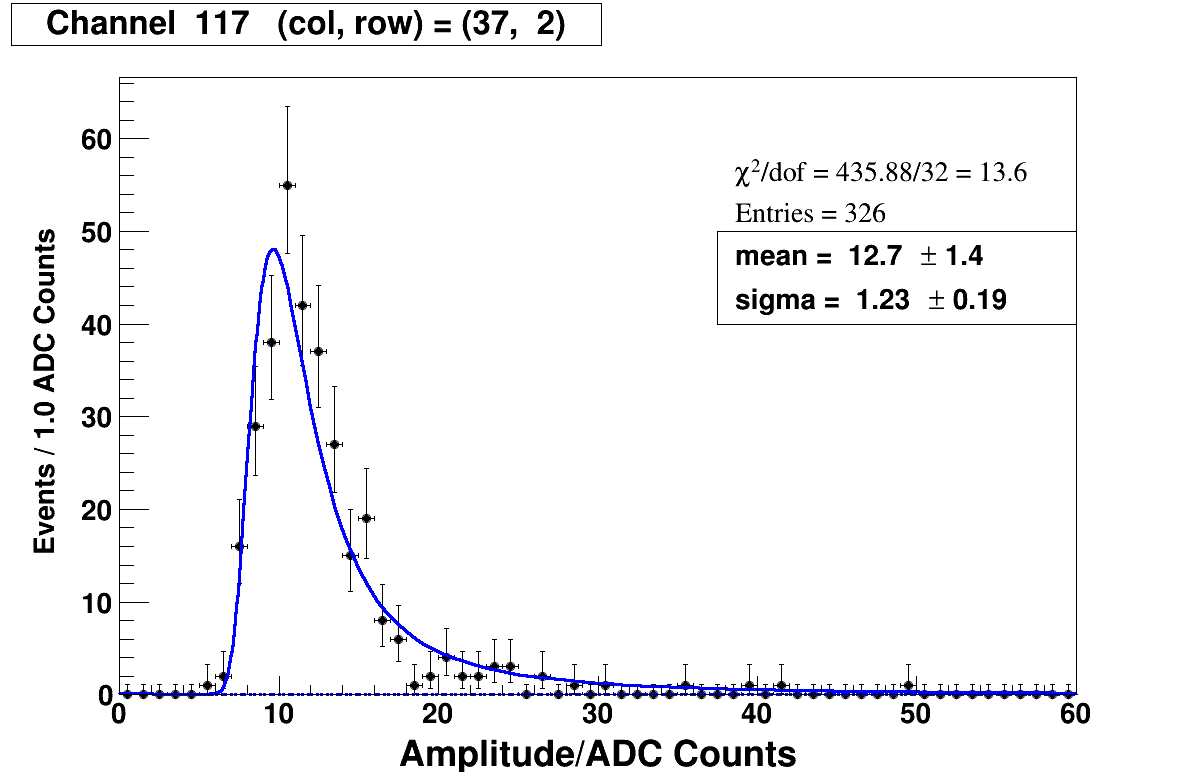 Channel 117 (col, row) = (37, 2)
χ²/dof = 435.88/32 = 13.6
Entries = 326
mean = 12.7 ± 1.4
sigma = 1.23 ± 0.19
Events / 1.0 ADC Counts
60
50
40
30
20
10
0
0 10 20 30 40 50 60
Amplitude/ADC Counts